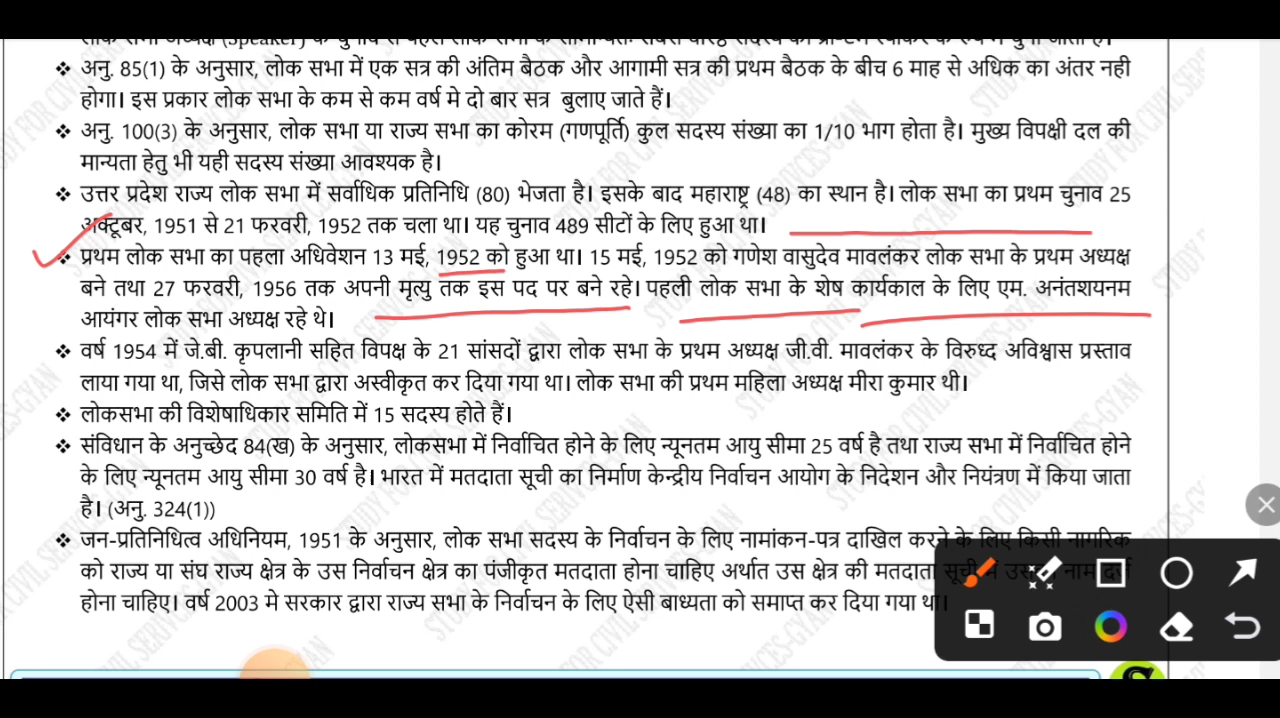 ❖ अनु. 85(1) के अनुसार, लोक सभा में एक सत्र की अंतिम बैठक और आगामी सत्र की प्रथम बैठक के बीच 6 माह से अधिक का अंतर नही
होगा। इस प्रकार लोक सभा के कम से कम वर्ष मे दो बार सत्र बुलाए जाते हैं।
❖ अनु. 100(3) के अनुसार, लोक सभा या राज्य सभा का कोरम (गणपूर्ति) कुल सदस्य संख्या का 1/10 भाग होता है। मुख्य विपक्षी दल की
मान्यता हेतु भी यही सदस्य संख्या आवश्यक है।
❖ उत्तर प्रदेश राज्य लोक सभा में सर्वाधिक प्रतिनिधि (80) भेजता है। इसके बाद महाराष्ट्र (48) का स्थान है। लोक सभा का प्रथम चुनाव 25
अक्टूबर, 1951 से 21 फरवरी, 1952 तक चला था। यह चुनाव 489 सीटों के लिए हुआ था।
❖ प्रथम लोक सभा का पहला अधिवेशन 13 मई, 1952 को हुआ था। 15 मई, 1952 को गणेश वासुदेव मावलंकर लोक सभा के प्रथम अध्यक्ष
बने तथा 27 फरवरी, 1956 तक अपनी मृत्यु तक इस पद पर बने रहे। पहली लोक सभा के शेष कार्यकाल के लिए एम. अनंतशयनम
आयंगर लोक सभा अध्यक्ष रहे थे।
❖ वर्ष 1954 में जे.बी. कृपलानी सहित विपक्ष के 21 सांसदों द्वारा लोक सभा के प्रथम अध्यक्ष जी.वी. मावलंकर के विरुध्द अविश्वास प्रस्ताव
लाया गया था, जिसे लोक सभा द्वारा अस्वीकृत कर दिया गया था। लोक सभा की प्रथम महिला अध्यक्ष मीरा कुमार थी।
❖ लोकसभा की विशेषाधिकार समिति में 15 सदस्य होते हैं।
❖ संविधान के अनुच्छेद 84(ख) के अनुसार, लोकसभा में निर्वाचित होने के लिए न्यूनतम आयु सीमा 25 वर्ष है तथा राज्य सभा में निर्वाचित होने
के लिए न्यूनतम आयु सीमा 30 वर्ष है। भारत में मतदाता सूची का निर्माण केन्द्रीय निर्वाचन आयोग के निदेशन और नियंत्रण में किया जाता
है। (अनु. 324(1))
❖ जन-प्रतिनिधित्व अधिनियम, 1951 के अनुसार, लोक सभा सदस्य के निर्वाचन के लिए नामांकन-पत्र दाखिल करने के लिए किसी नागरिक
को राज्य या संघ राज्य क्षेत्र के उस निर्वाचन क्षेत्र का पंजीकृत मतदाता होना चाहिए अर्थात उस क्षेत्र की मतदाता सूची में उसका नाम दर्ज
होना चाहिए। वर्ष 2003 मे सरकार द्वारा राज्य सभा के निर्वाचन के लिए ऐसी बाध्यता को समाप्त कर दिया गया था।